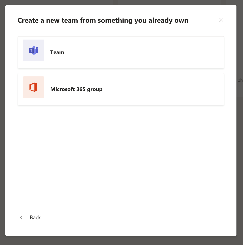 Create a new team from something you already own
Team
Microsoft 365 group
Back